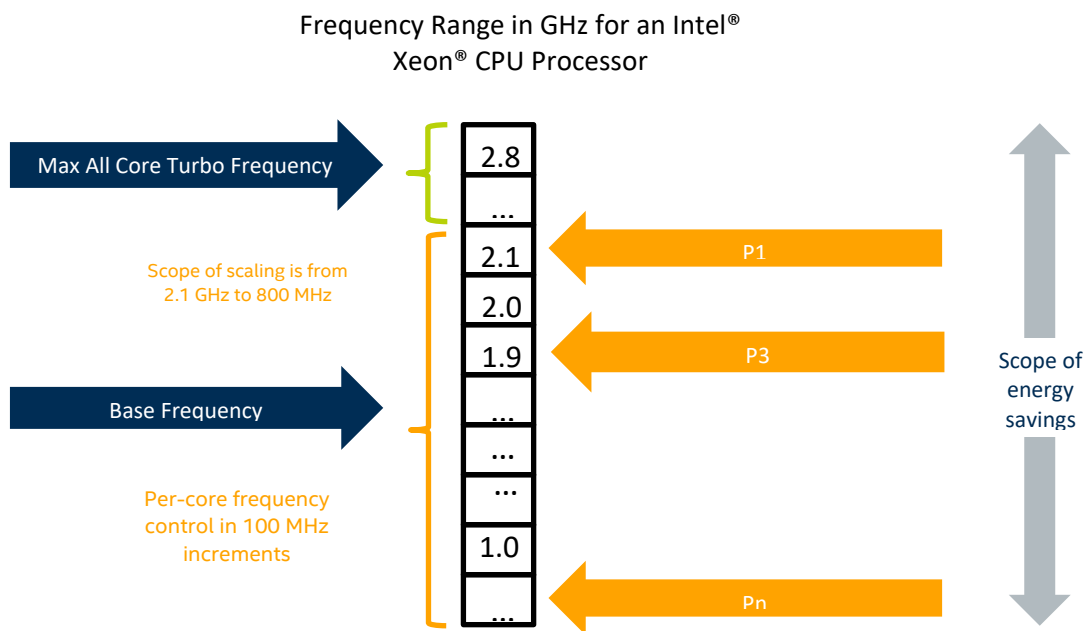 Frequency Range in GHz for an Intel®
Xeon® CPU Processor
Max All Core Turbo Frequency
2.8
...
Scope of scaling is from
2.1 GHz to 800 MHz
2.1
P1
2.0
1.9
P3
Scope of
energy
savings
Base Frequency
...
...
...
Per-core frequency
control in 100 MHz
increments
1.0
...
Pn